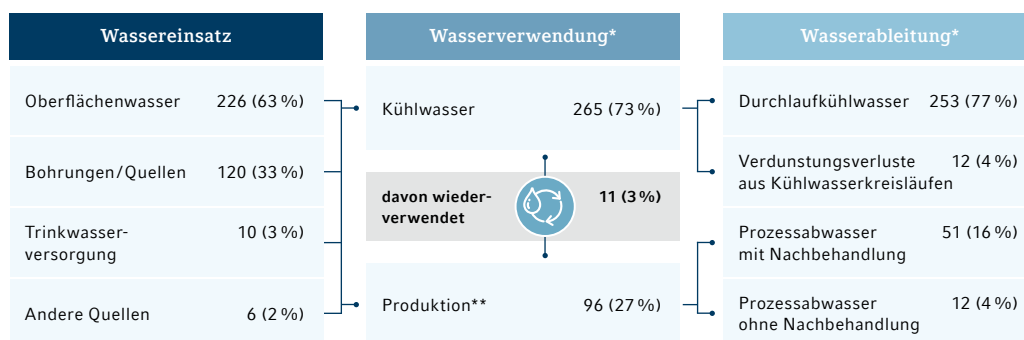 Wassereinsatz
Oberflächenwasser 226 (63 %)
Bohrungen/Quellen 120 (33 %)
Trinkwasser-
versorgung 10 (3 %)
Andere Quellen 6 (2 %)
Wasserverwendung*
Kühlwasser 265 (73 %)
davon wieder-
verwendet 11 (3 %)
Produktion** 96 (27 %)
Wasserableitung*
Durchlaufkühlwasser 253 (77 %)
Verdunstungsverluste 12 (4 %)
aus Kühlwasserkreisläufen
Prozessabwasser 51 (16 %)
mit Nachbehandlung
Prozessabwasser 12 (4 %)
ohne Nachbehandlung